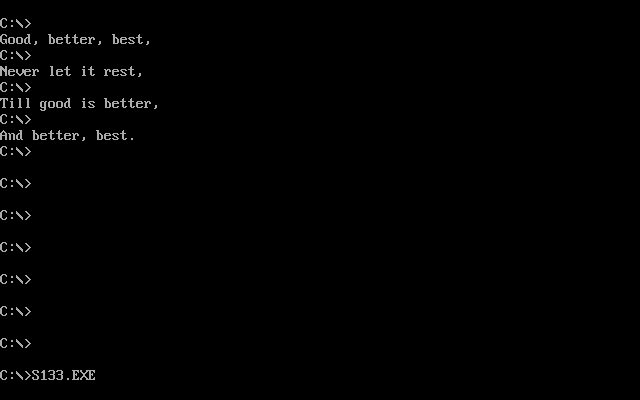 C:\>
Good, better, best,
C:\>
Never let it rest,
C:\>
Till good is better,
C:\>
And better, best.
C:\>
C:\>
C:\>
C:\>
C:\>
C:\>
C:\>
C:\>S133.EXE